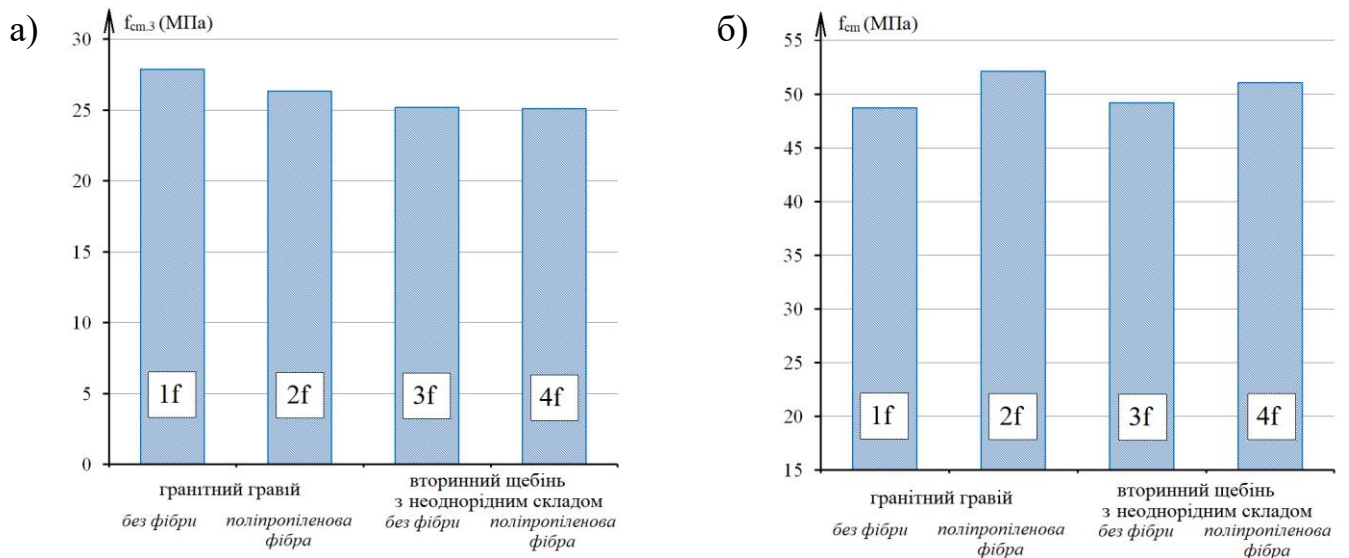 а)
f cm.3 (МПа)
30
25
20
15
10
5
0
1f
2f
3f
4f
гранітний гравій
вторинний щебінь
з неоднорідним складом
без фібри
поліпропіленова
фібра
без фібри
поліпропіленова
фібра
б)
f cm (МПа)
55
50
45
40
35
30
25
20
15
1f
2f
3f
4f
гранітний гравій
вторинний щебінь
з неоднорідним складом
без фібри
поліпропіленова
фібра
без фібри
поліпропіленова
фібра